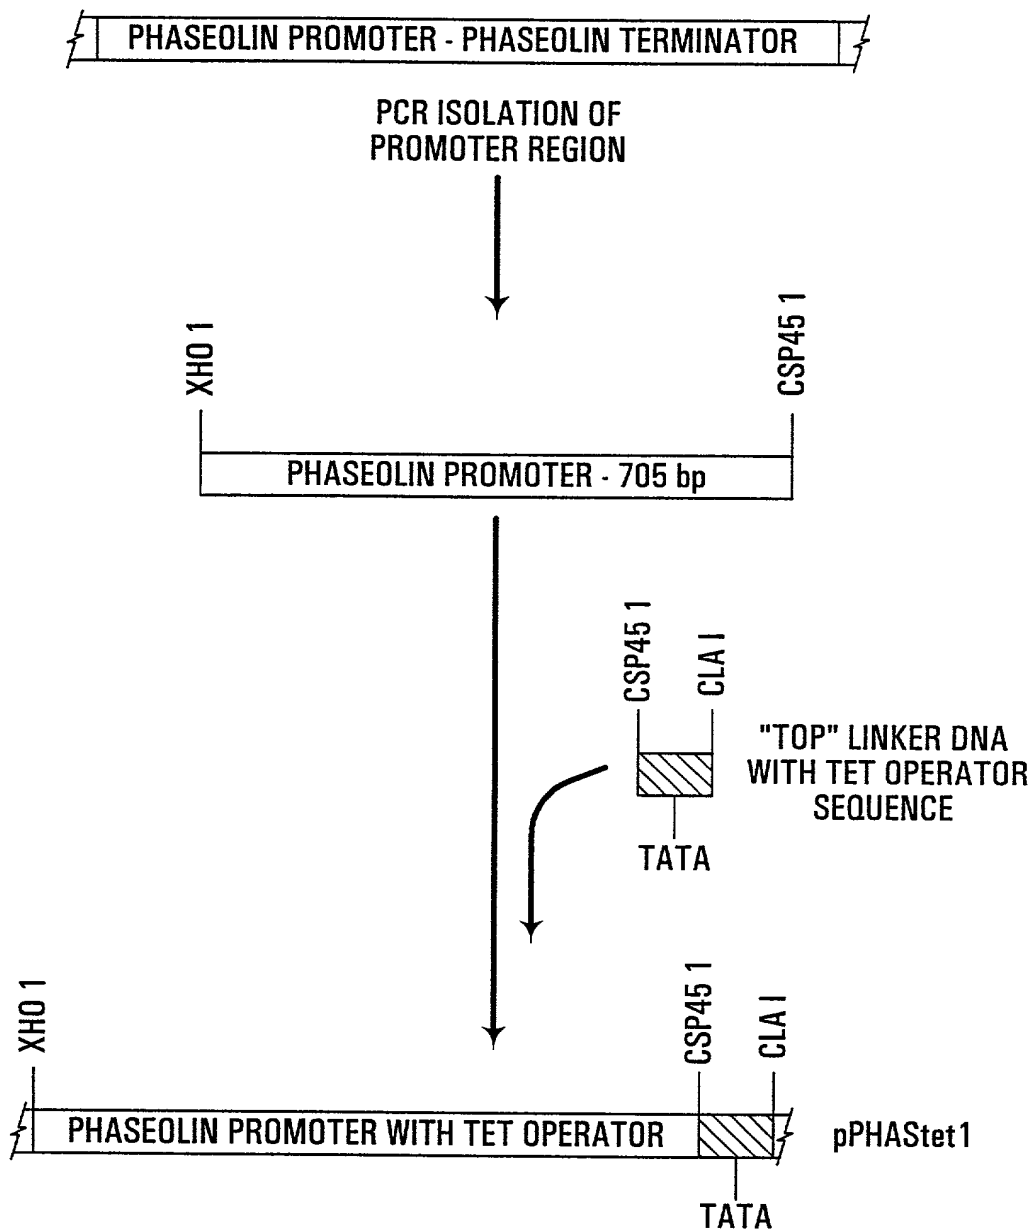 PHASEOLIN PROMOTER - PHASEOLIN TERMINATOR
PCR ISOLATION OF
PROMOTER REGION
XHO 1
CSP45 1
PHASEOLIN PROMOTER - 705 bp
CSP45 1
CLA I
"TOP" LINKER DNA
WITH TET OPERATOR
SEQUENCE
TATA
XHO 1
CSP45 1
CLA I
PHASEOLIN PROMOTER WITH TET OPERATOR
pPHAStet1
TATA